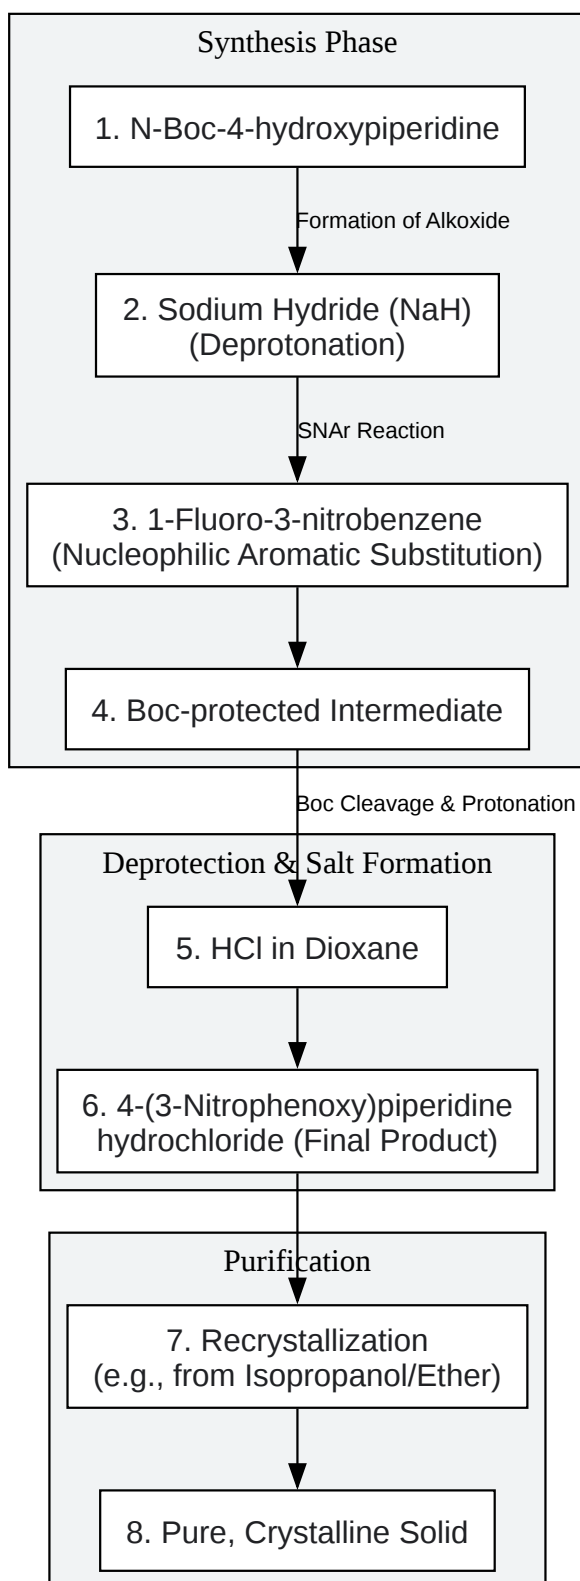 Synthesis Phase
1. N-Boc-4-hydroxypiperidine
Formation of Alkoxide
2. Sodium Hydride (NaH)
(Deprotonation)
SNAr Reaction
3. 1-Fluoro-3-nitrobenzene
(Nucleophilic Aromatic Substitution)
4. Boc-protected Intermediate
Boc Cleavage & Protonation
Deprotection & Salt Formation
5. HCl in Dioxane
6. 4-(3-Nitrophenoxy)piperidine
hydrochloride (Final Product)
Purification
7. Recrystallization
(e.g., from Isopropanol/Ether)
8. Pure, Crystalline Solid